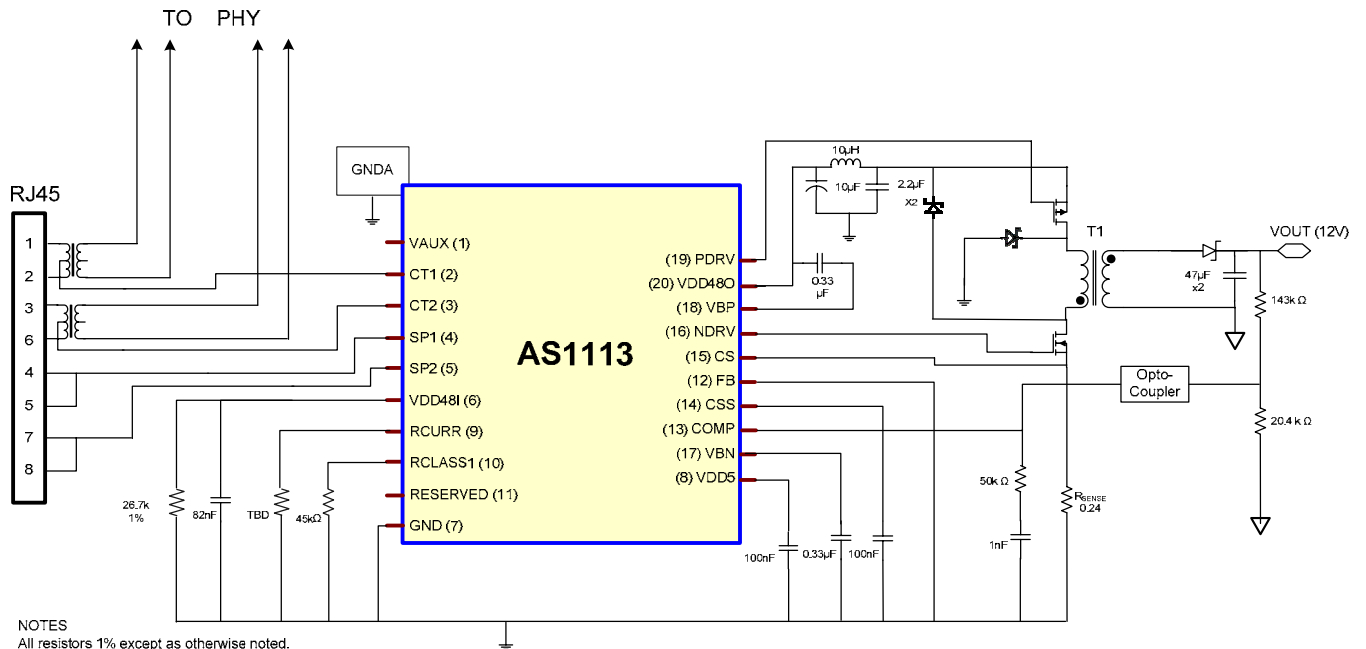 TO PHY
GNDA
RJ45
1
2
3
6
4
5
7
8
AS1113
VAUX (1)
CT1 (2)
CT2 (3)
SP1 (4)
SP2 (5)
VDD48I (6)
RCURR (9)
RCLASS1 (10)
RESERVED (11)
GND (7)
(19) PDRV
(20) VDD48O
(18) VBP
(16) NDRV
(15) CS
(12) FB
(14) CSS
(13) COMP
(17) VBN
(8) VDD5
10µH
10µF
2.2µF
X2
0.33
µF
T1
VOUT (12V)
47µF
x2
143k Ω
Opto-
Coupler
20.4 k Ω
50k Ω
RSENSE
0.24
1nF
26.7k
1%
82nF
TBD
45kΩ
100nF
0.33µF
100nF
NOTES
All resistors 1% except as otherwise noted.